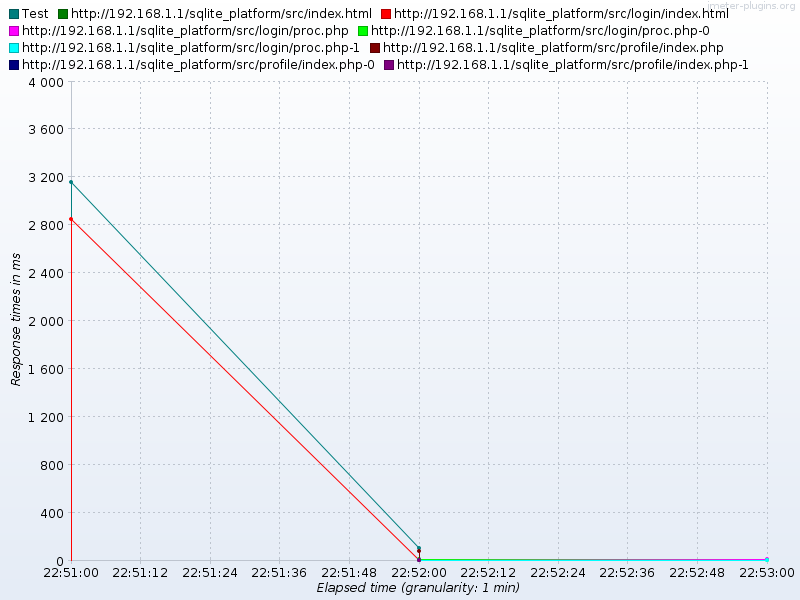 jmeter-plugins.org
Test http://192.168.1.1/sqlite_platform/src/index.html http://192.168.1.1/sqlite_platform/src/login/index.html
http://192.168.1.1/sqlite_platform/src/login/proc.php http://192.168.1.1/sqlite_platform/src/login/proc.php-0
http://192.168.1.1/sqlite_platform/src/login/proc.php-1 http://192.168.1.1/sqlite_platform/src/profile/index.php
http://192.168.1.1/sqlite_platform/src/profile/index.php-0 http://192.168.1.1/sqlite_platform/src/profile/index.php-1
4 000
3 600
3 200
2 800
2 400
2 000
1 600
1 200
800
400
0
Response times in ms
22:51:00 22:51:12 22:51:24 22:51:36 22:51:48 22:52:00 22:52:12 22:52:24 22:52:36 22:52:48 22:53:00
Elapsed time (granularity: 1 min)